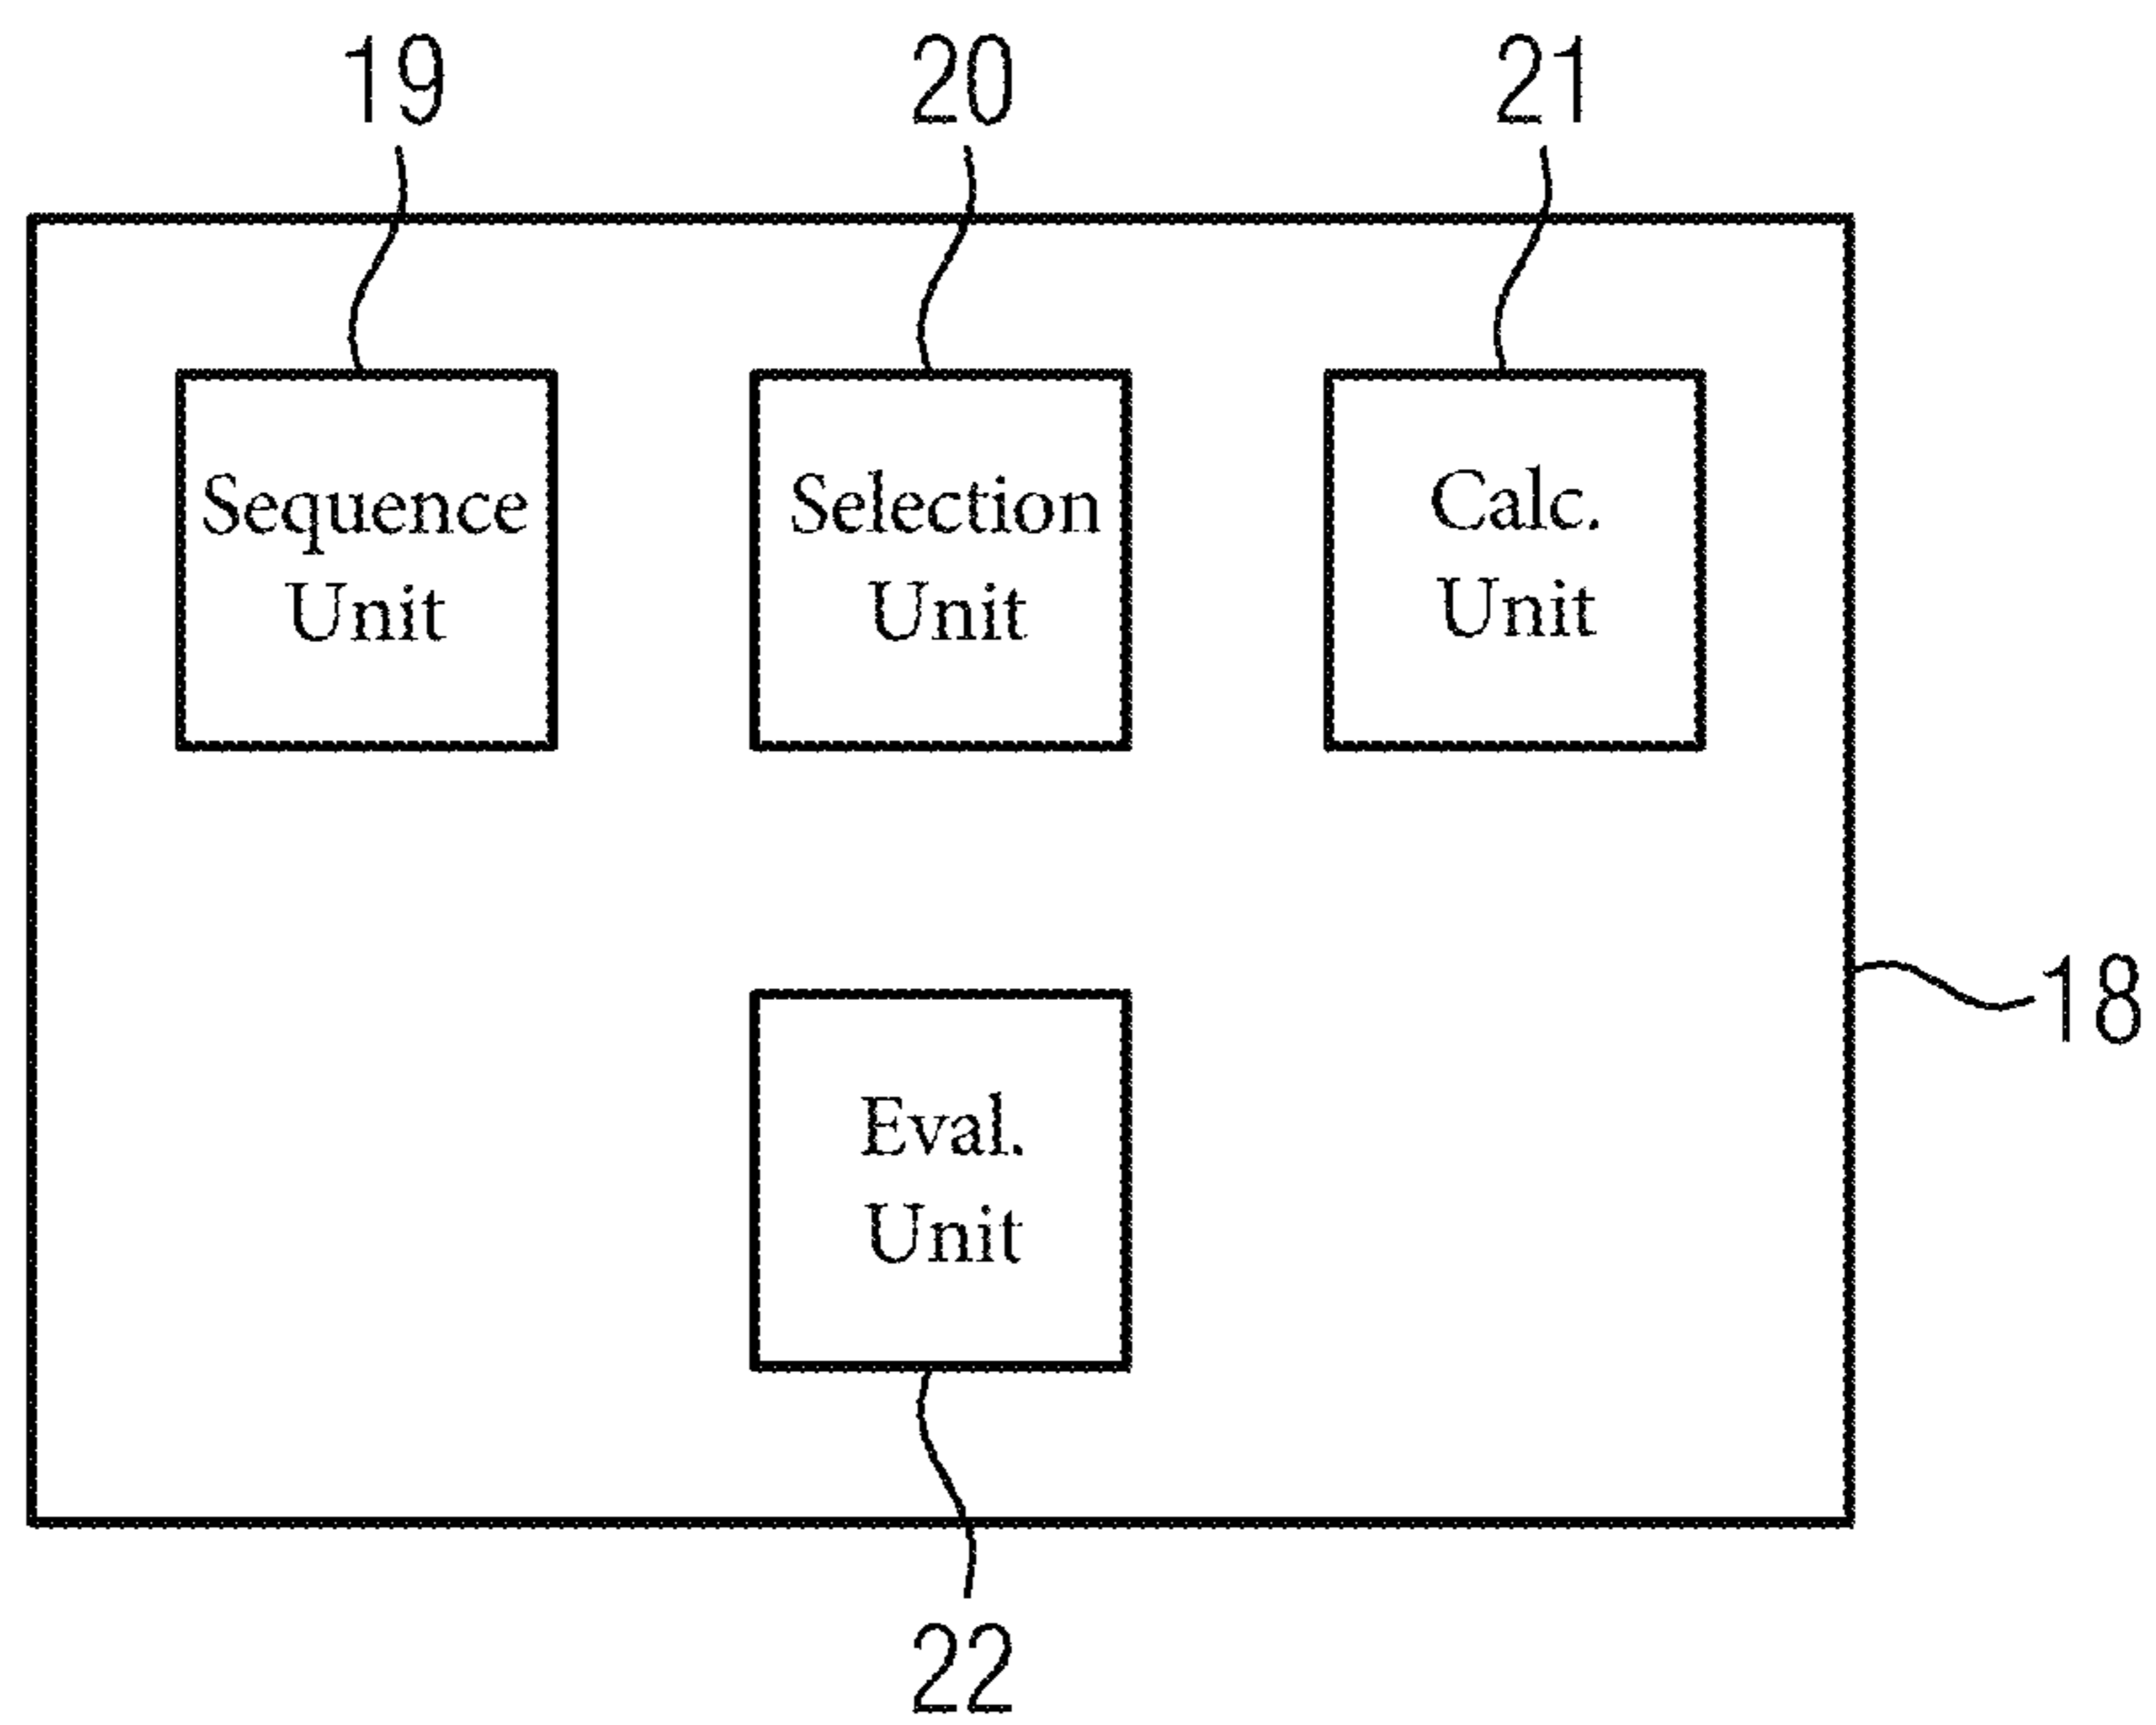 19
20
21
Sequence
Unit
Selection
Unit
Calc.
Unit
18
Eval.
Unit
22